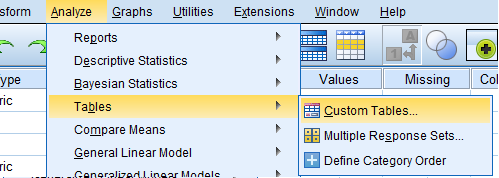 sform Analyze Graphs Utilities Extensions Window Help
Reports
Descriptive Statistics
Type Values Missing Col
ric Bayesian Statistics
Tables Custom Tables...
Compare Means Multiple Response Sets...
General Linear Model Define Category Order
ric Generalized Linear Models